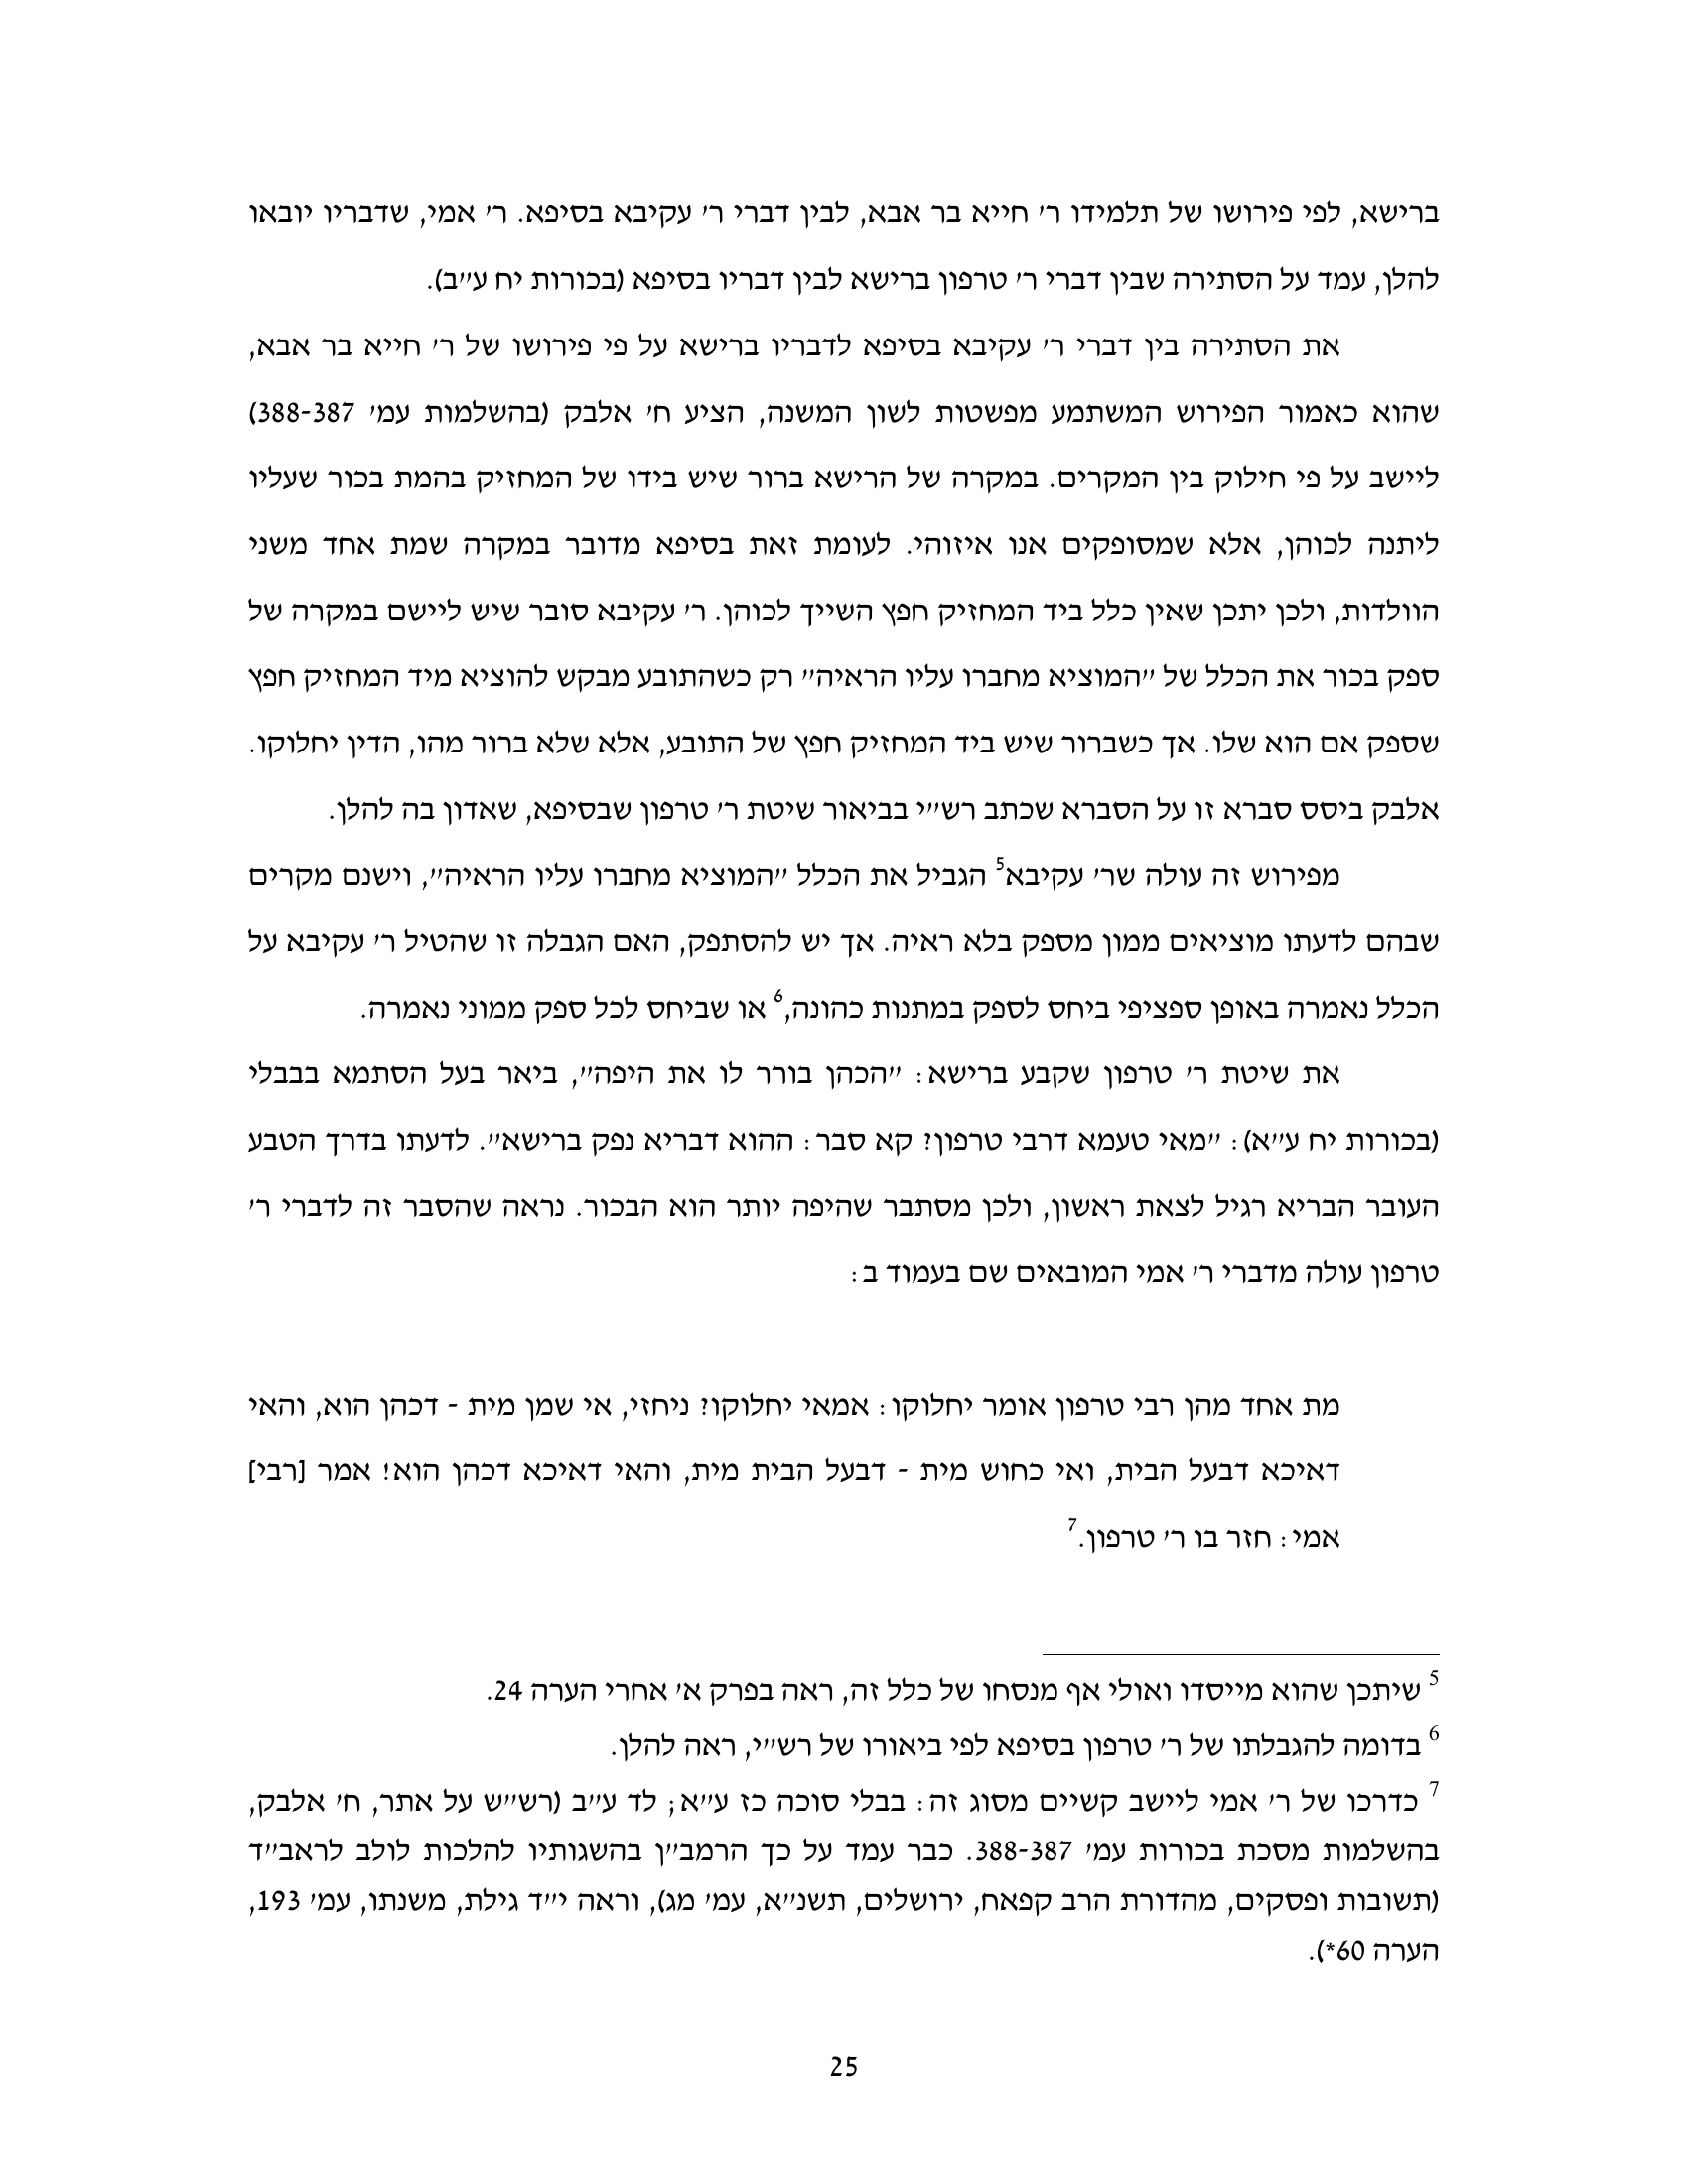 ברישא, לפי פירושו של תלמידו ר' חייא בר אבא, לבין דברי ר' עקיבא בסיפא. ר' אמי, שדבריו יובאו
להלן, עמד על הסתירה שבין דברי ר' טרפון ברישא לבין דבריו בסיפא (בכורות יח ע"ב).
את הסתירה בין דברי ר' עקיבא בסיפא לדבריו ברישא על פי פירושו של ר' חייא בר אבא,
שהוא כאמור הפירוש המשתמע מפשטות לשון המשנה, הציע ח' אלבק (בהשלמות עמ' 388-387)
ליישב על פי חילוק בין המקרים. במקרה של הרישא ברור שיש בידו של המחזיק בהמת בכור שעליו
ליתנה לכוהן, אלא שמסופקים אנו איזוהי. לעומת זאת בסיפא מדובר במקרה שמת אחד משני
הוולדות, ולכן יתכן שאין כלל ביד המחזיק חפץ השייך לכוהן. ר' עקיבא סובר שיש ליישם במקרה של
ספק בכור את הכלל של "המוציא מחברו עליו הראיה" רק כשהתובע מבקש להוציא מיד המחזיק חפץ
שספק אם הוא שלו. אך כשברור שיש ביד המחזיק חפץ של התובע, אלא שלא ברור מהו, הדין יחלוקו.
אלבק ביסס סברא זו על הסברא שכתב רש"י בביאור שיטת ר' טרפון שבסיפא, שאדון בה להלן.
מפירוש זה עולה שר' עקיבא5 הגביל את הכלל "המוציא מחברו עליו הראיה", וישנם מקרים
שבהם לדעתו מוציאים ממון מספק בלא ראיה. אך יש להסתפק, האם הגבלה זו שהטיל ר' עקיבא על
הכלל נאמרה באופן ספציפי ביחס לספק במתנות כהונה,6 או שביחס לכל ספק ממוני נאמרה.
את שיטת ר' טרפון שקבע ברישא: "הכהן בורר לו את היפה", ביאר בעל הסתמא בבבלי
(בכורות יח ע"א): "מאי טעמא דרבי טרפון? קא סבר: ההוא דבריא נפק ברישא". לדעתו בדרך הטבע
העובר הבריא רגיל לצאת ראשון, ולכן מסתבר שהיפה יותר הוא הבכור. נראה שהסבר זה לדברי ר'
טרפון עולה מדברי ר' אמי המובאים שם בעמוד ב:
מת אחד מהן רבי טרפון אומר יחלוקו: אמאי יחלוקו? ניחזי, אי שמן מית - דכהן הוא, והאי
דאיכא דבעל הבית, ואי כחוש מית - דבעל הבית מית, והאי דאיכא דכהן הוא! אמר [רבי]
אמי: חזר בו ר' טרפון.7
5 שיתכן שהוא מייסדו ואולי אף מנסחו של כלל זה, ראה בפרק א' אחרי הערה 24.
6 בדומה להגבלתו של ר' טרפון בסיפא לפי ביאורו של רש"י, ראה להלן.
7 כדרכו של ר' אמי ליישב קשיים מסוג זה: בבלי סוכה כז ע"א; לד ע"ב (רש"ש על אתר, ח' אלבק,
בהשלמות מסכת בכורות עמ' 388-387. כבר עמד על כך הרמב"ן בהשגותיו להלכות לולב לראב"ד
(תשובות ופסקים, מהדורת הרב קפאח, ירושלים, תשנ"א, עמ' מג), וראה י"ד גילת, משנתו, עמ' 193,
הערה 60*).
25